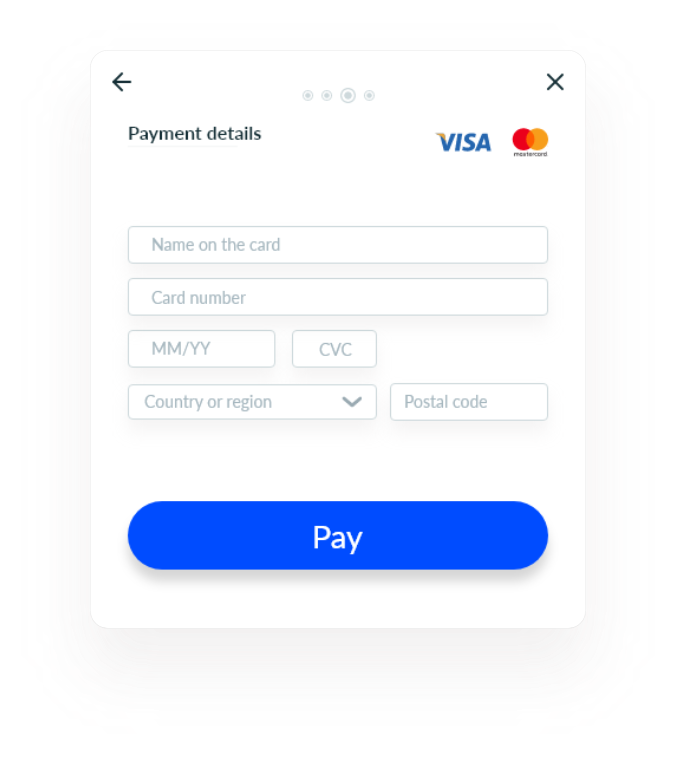 Payment details
VISA
mastercard
Name on the card
Card number
MM/YY
CVC
Country or region
Postal code
Pay